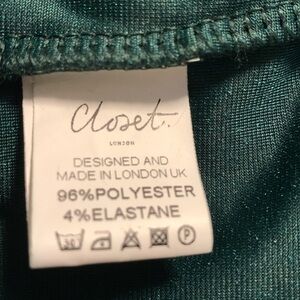 Closet.
LONDON
DESIGNED AND
MADE IN LONDON UK
96%POLYESTER
4%ELASTANE
P